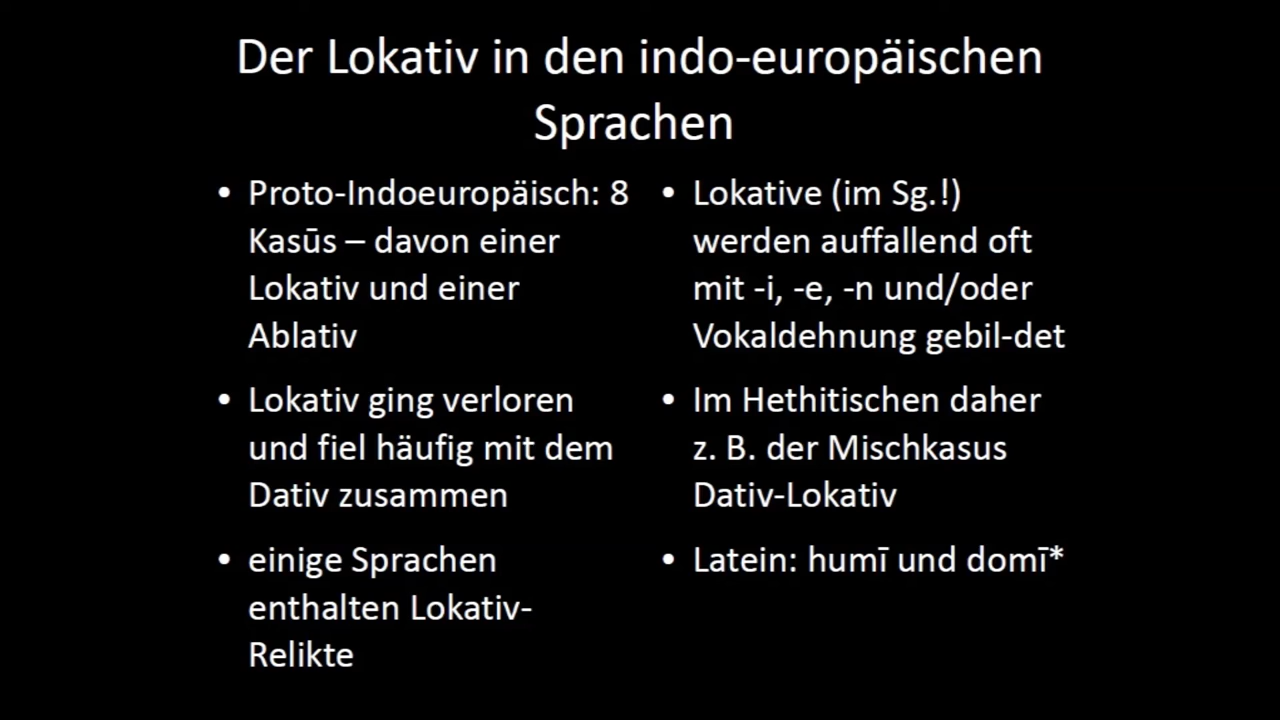 Der Lokativ in den indo-europäischen
Sprachen
• Proto-Indoeuropäisch: 8
Kasūs – davon einer
Lokativ und einer
Ablativ
• Lokativ ging verloren
und fiel häufig mit dem
Dativ zusammen
• einige Sprachen
enthalten Lokativ-
Relikte
• Lokative (im Sg.!)
werden auffallend oft
mit -i, -e, -n und/oder
Vokaldehnung gebil-det
• Im Hethitischen daher
z. B. der Mischkasus
Dativ-Lokativ
• Latein: humī und domī*